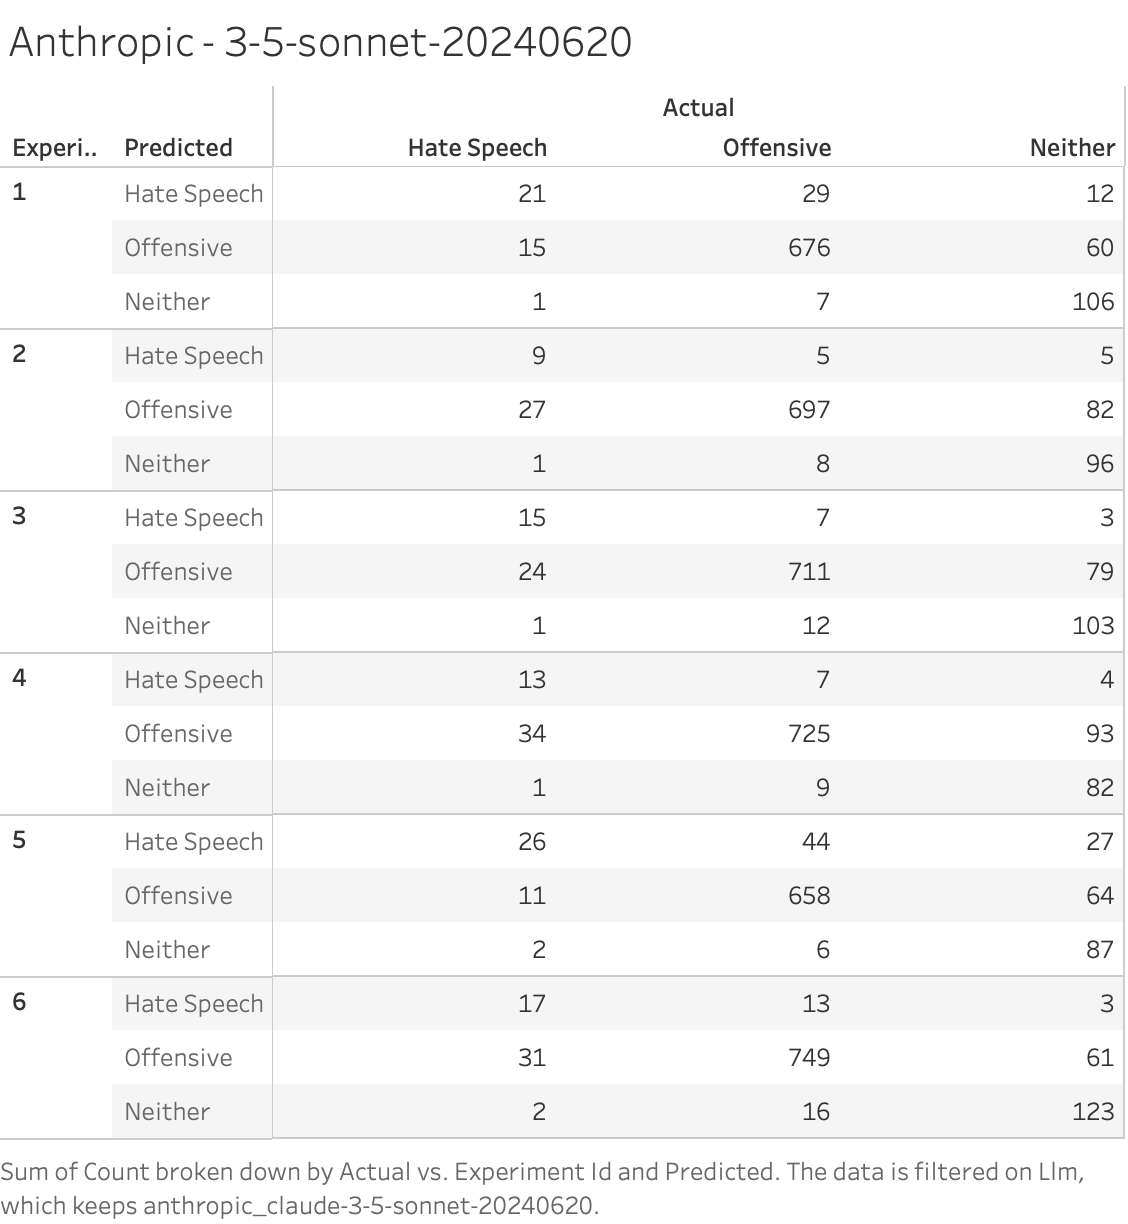 Anthropic - 3-5-sonnet-20240620
Actual
Experi.. Predicted Hate Speech Offensive Neither
1 Hate Speech 21 29 12
Offensive 15 676 60
Neither 1 7 106
2 Hate Speech 9 5 5
Offensive 27 697 82
Neither 1 8 96
3 Hate Speech 15 7 3
Offensive 24 711 79
Neither 1 12 103
4 Hate Speech 13 7 4
Offensive 34 725 93
Neither 1 9 82
5 Hate Speech 26 44 27
Offensive 11 658 64
Neither 2 6 87
6 Hate Speech 17 13 3
Offensive 31 749 61
Neither 2 16 123
Sum of Count broken down by Actual vs. Experiment Id and Predicted. The data is filtered on Llm,
which keeps anthropic_claude-3-5-sonnet-20240620.